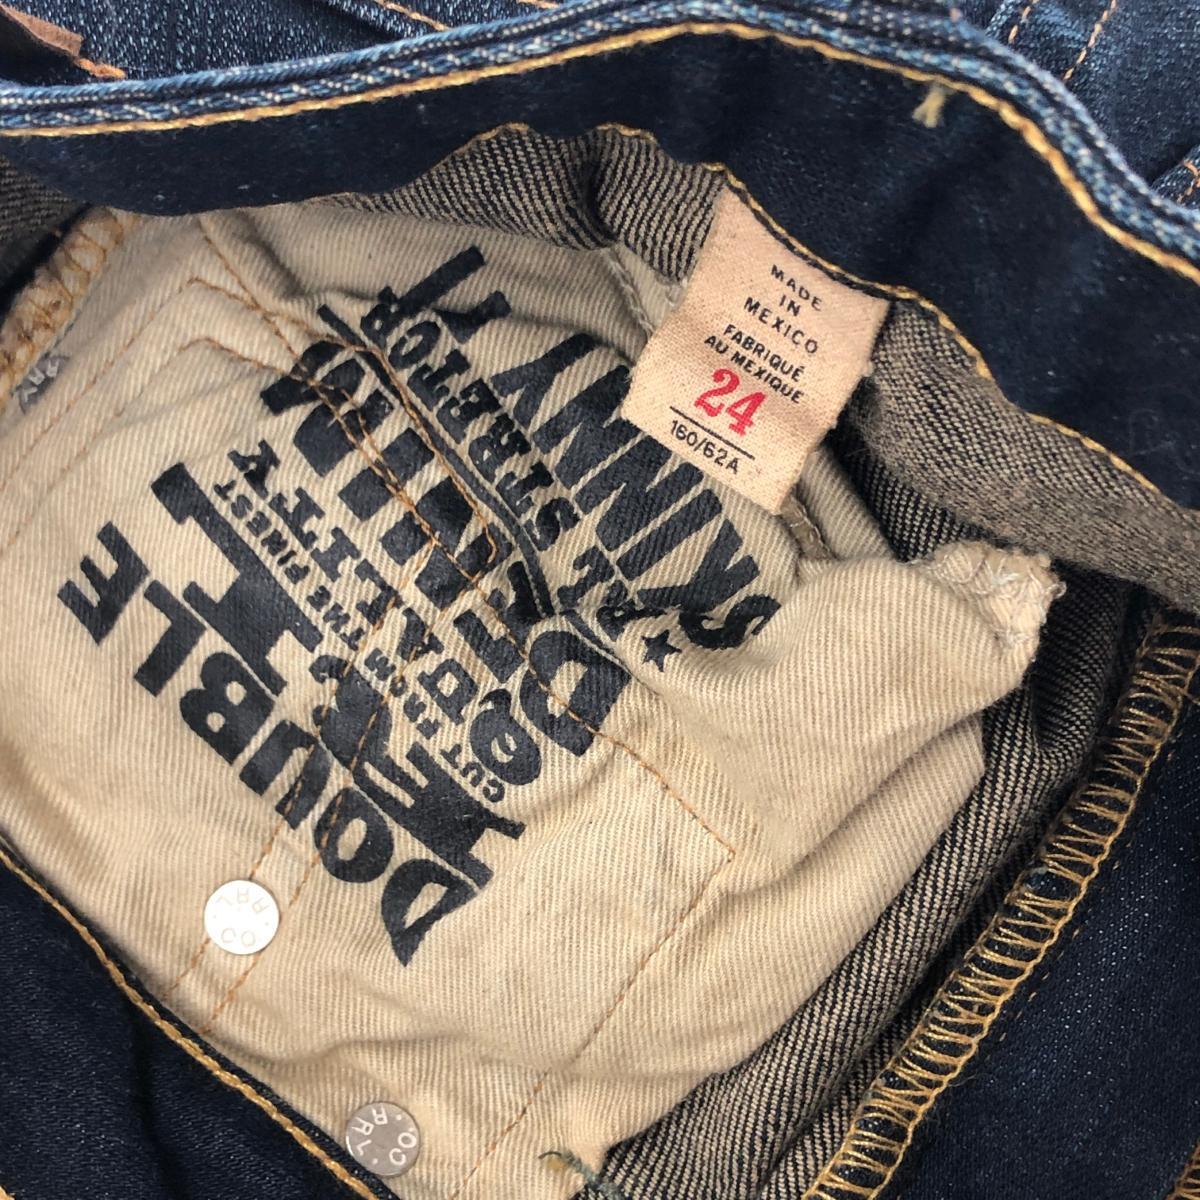 MADE
IN
MEXICO
FABRIQUÉ
AU MEXIQUE
24
160/62A
DOUBLE
CUT FROM THE FINEST
QUALITY
DENIM
STRETCH
SKINNY
RRL
CO.
RRL
CO.